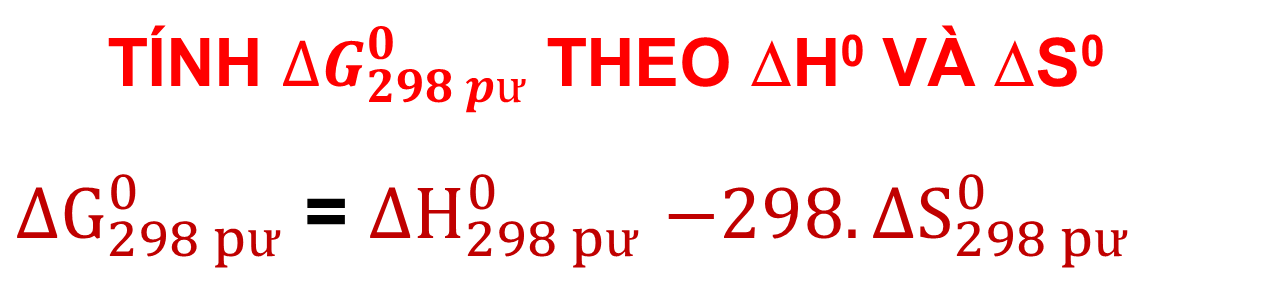 TÍNH ΔG⁰₂₉₈ ₚư THEO ΔH⁰ VÀ ΔS⁰
ΔG⁰₂₉₈ ₚư = ΔH⁰₂₉₈ ₚư −298. ΔS⁰₂₉₈ ₚư